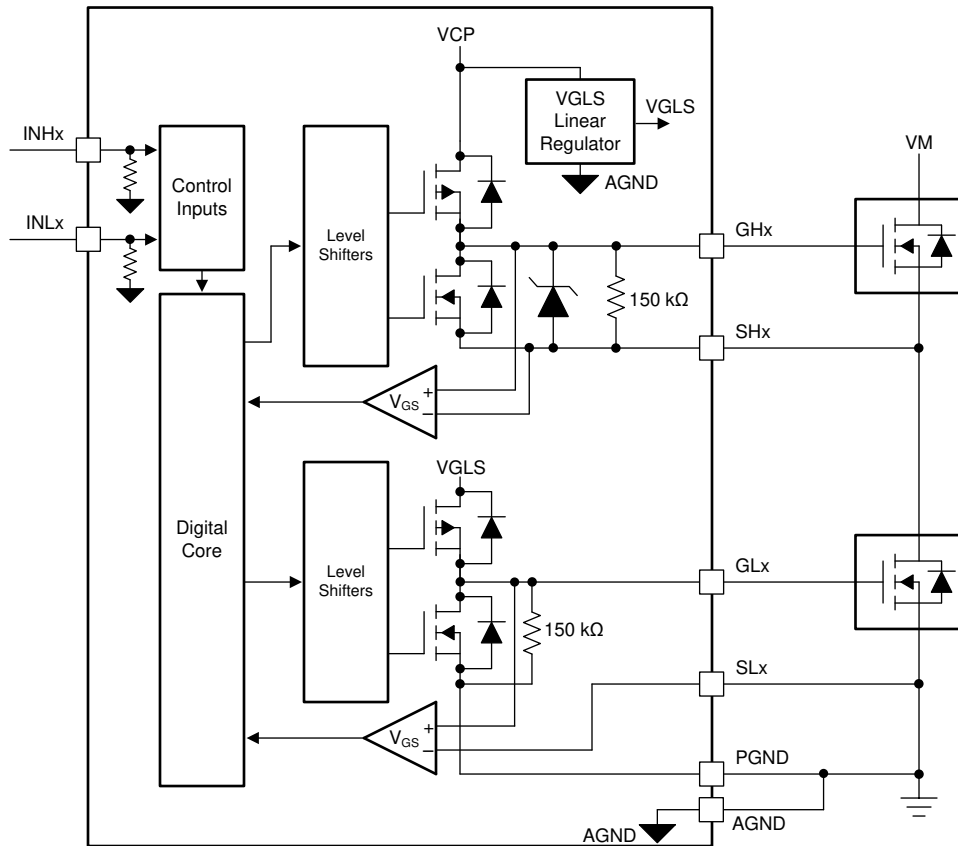 VCP
VGLS
Linear
Regulator
VGLS
AGND
VM
INHx
Control
Inputs
INLx
Level
Shifters
GHx
150 kΩ
SHx
VGS
+
–
VGLS
Digital
Core
Level
Shifters
GLx
150 kΩ
SLx
VGS
+
–
PGND
AGND
AGND